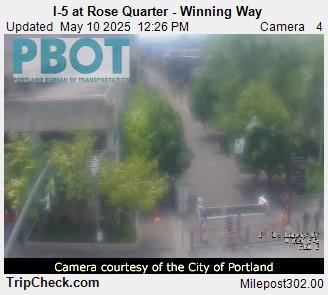 I-5 at Rose Quarter - Winning Way
Updated May 10 2025 12:26 PM Camera 4
PBOT
PORTLAND BUREAU OF TRANSPORTATION
Camera courtesy of the City of Portland
TripCheck.com Milepost302.00